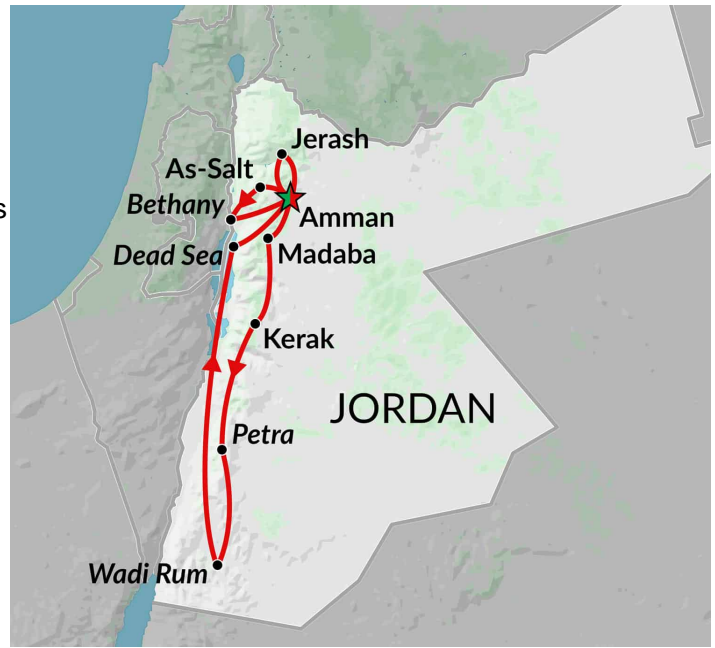 Jerash
As-Salt
Bethany
s
Amman
Dead Sea
Madaba
Kerak
JORDAN
Petra
Wadi Rum